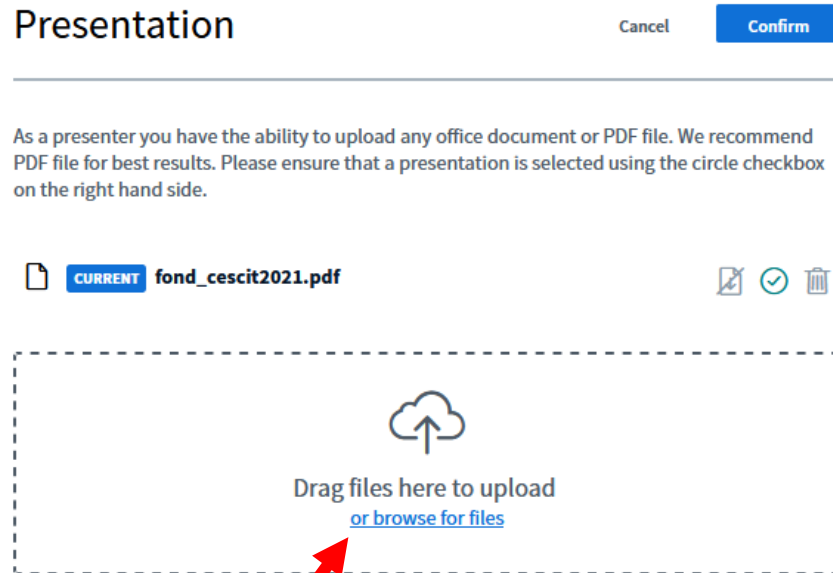 Presentation
Cancel
Confirm
As a presenter you have the ability to upload any office document or PDF file. We recommend
PDF file for best results. Please ensure that a presentation is selected using the circle checkbox
on the right hand side.
CURRENT fond_cescit2021.pdf
Drag files here to upload
or browse for files